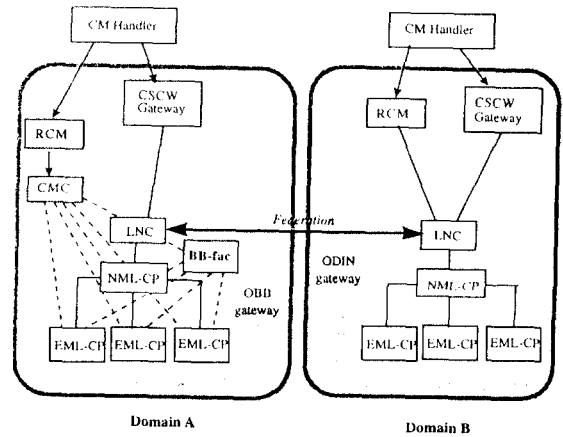 CM Handler
CSCW
Gateway
RCM
CMC
LNC
BB-fac
NML-CP
OBB
gateway
EML-CP
EML-CP
EML-CP
Domain A
Federation
CM Handler
RCM
CSCW
Gateway
LNC
ODIN
gateway
NML-CP
EML-CP
EML-CP
EML-CP
Domain B